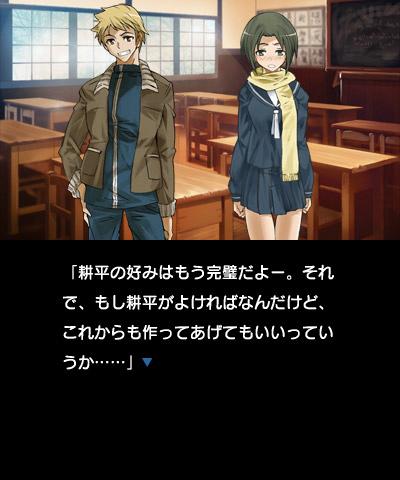 「耕平の好みはもう完璧だよー。それ
で、もし耕平がよければなんだけど、
これからも作ってあげてもいいってい
うか……」▼